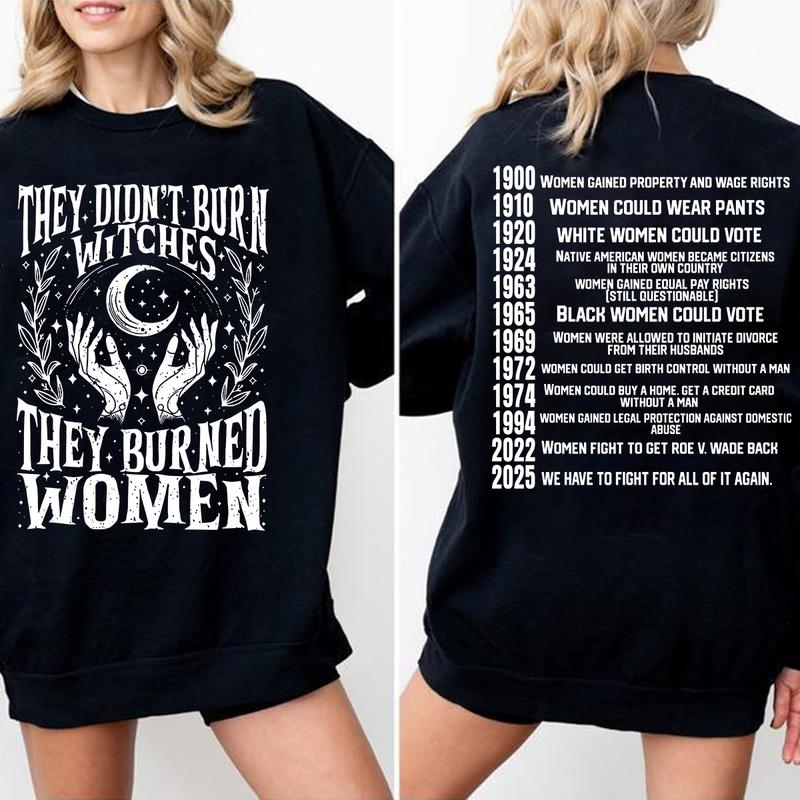 THEY DIDN'T BURN
WITCHES
THEY BURNED
WOMEN
1900 WOMEN GAINED PROPERTY AND WAGE RIGHTS
1910 WOMEN COULD WEAR PANTS
1920 WHITE WOMEN COULD VOTE
1924 NATIVE AMERICAN WOMEN BECAME CITIZENS
IN THEIR OWN COUNTRY
1963 WOMEN GAINED EQUAL PAY RIGHTS
(STILL QUESTIONABLE)
1965 BLACK WOMEN COULD VOTE
1969 WOMEN WERE ALLOWED TO INITIATE DIVORCE
FROM THEIR HUSBANDS
1972 WOMEN COULD GET BIRTH CONTROL WITHOUT A MAN
1974 WOMEN COULD BUY A HOME. GET A CREDIT CARD
WITHOUT A MAN
1994 WOMEN GAINED LEGAL PROTECTION AGAINST DOMESTIC
ABUSE
2022 WOMEN FIGHT TO GET ROE V. WADE BACK
2025 WE HAVE TO FIGHT FOR ALL OF IT AGAIN.